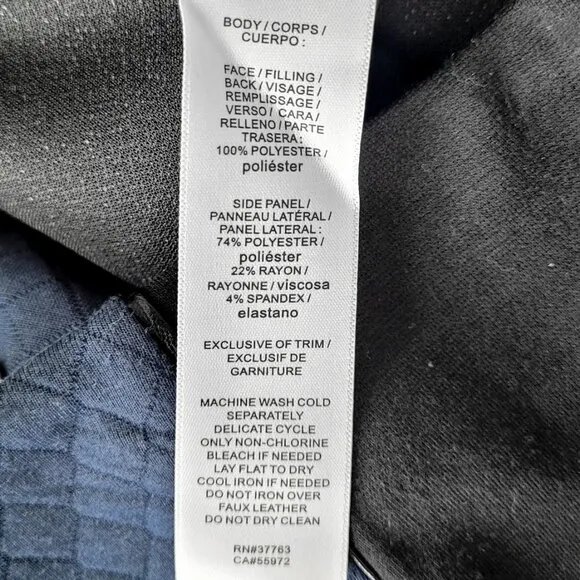 BODY / CORPS /
CUERPO :
FACE / FILLING /
BACK / VISAGE /
REMPLISSAGE /
VERSO / CARA /
RELLENO / PARTE
TRASERA :
100% POLYESTER /
poliéster
SIDE PANEL /
PANNEAU LATÉRAL /
PANEL LATERAL :
74% POLYESTER /
poliéster
22% RAYON /
RAYONNE / viscosa
4% SPANDEX /
elastano
EXCLUSIVE OF TRIM /
EXCLUSIF DE
GARNITURE
MACHINE WASH COLD
SEPARATELY
DELICATE CYCLE
ONLY NON-CHLORINE
BLEACH IF NEEDED
LAY FLAT TO DRY
COOL IRON IF NEEDED
DO NOT IRON OVER
FAUX LEATHER
DO NOT DRY CLEAN
RN#37763
CA#55972